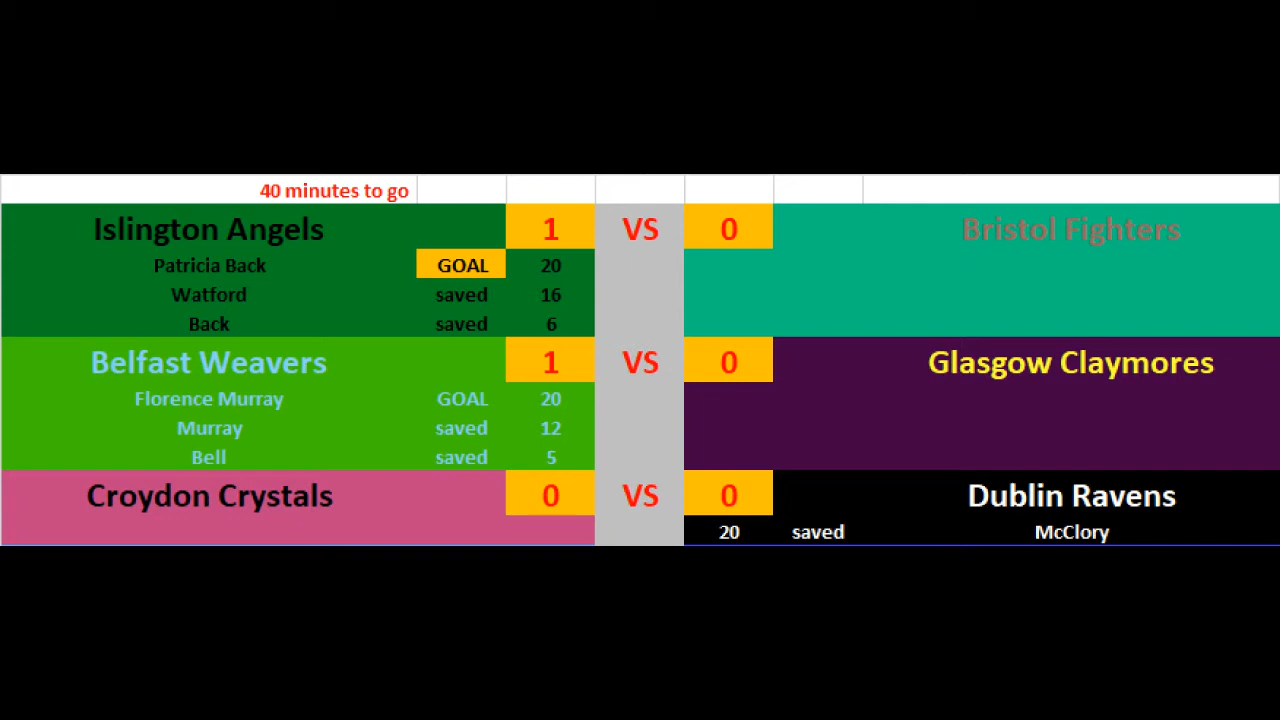 40 minutes to go
Islington Angels 1 VS 0 Bristol Fighters
Patricia Back GOAL 20
Watford saved 16
Back saved 6
Belfast Weavers 1 VS 0 Glasgow Claymores
Florence Murray GOAL 20
Murray saved 12
Bell saved 5
Croydon Crystals 0 VS 0 Dublin Ravens
20 saved McClory